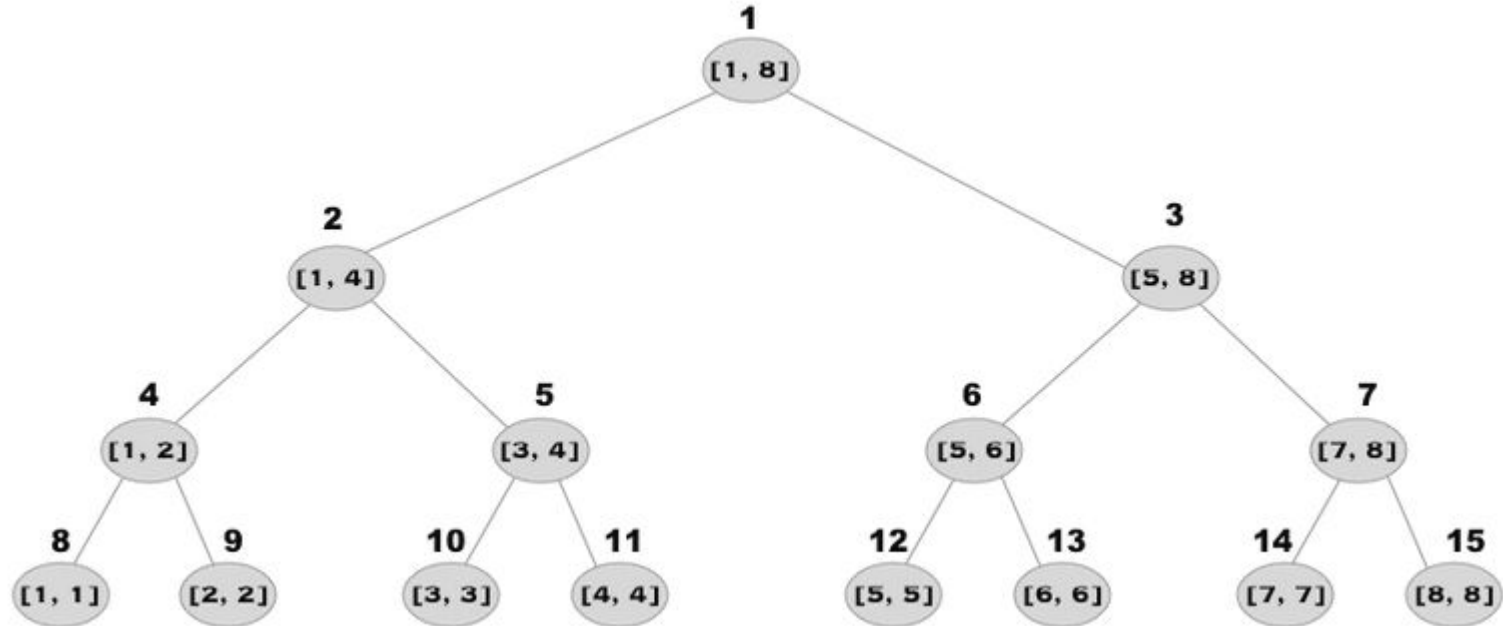 1
[1, 8]
2 3
[1, 4] [5, 8]
4 5 6 7
[1, 2] [3, 4] [5, 6] [7, 8]
8 9 10 11 12 13 14 15
[1, 1] [2, 2] [3, 3] [4, 4] [5, 5] [6, 6] [7, 7] [8, 8]